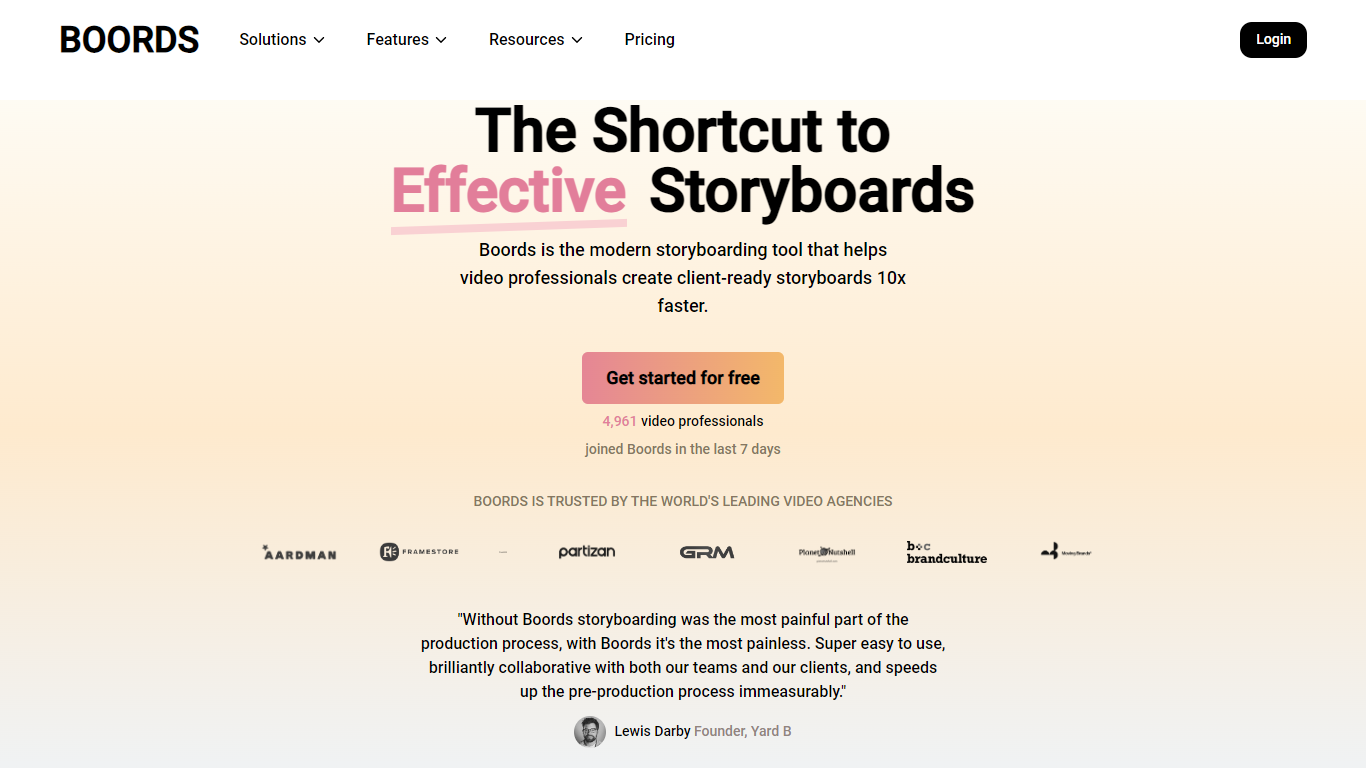 BOORDS
Solutions
Features
Resources
Pricing
Login
The Shortcut to
Effective Storyboards
Boords is the modern storyboarding tool that helps
video professionals create client-ready storyboards 10x
faster.
Get started for free
4,961 video professionals
joined Boords in the last 7 days
BOORDS IS TRUSTED BY THE WORLD'S LEADING VIDEO AGENCIES
AARDMAN
FRAMESTORE
partizan
GRM
Planet Nutshell
b c
brandculture
"Without Boords storyboarding was the most painful part of the
production process, with Boords it's the most painless. Super easy to use,
brilliantly collaborative with both our teams and our clients, and speeds
up the pre-production process immeasurably."
Lewis Darby Founder, Yard B